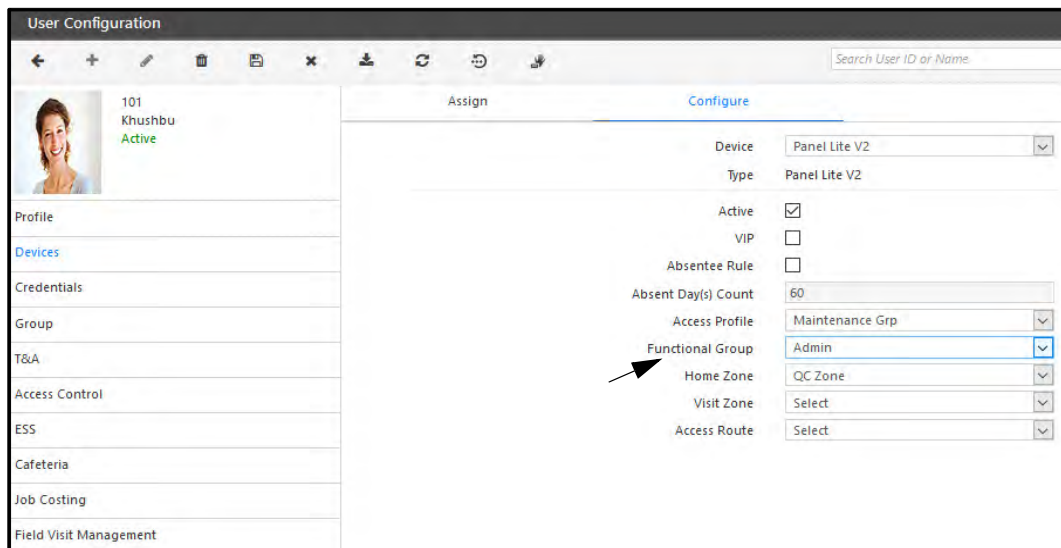 User Configuration
Search User ID or Name
101
Khushbu
Active
Assign Configure
Device Panel Lite V2
Type Panel Lite V2
Profile
Active
VIP
Devices
Absentee Rule
Credentials
Absent Day(s) Count 60
Group
Access Profile Maintenance Grp
Functional Group Admin
T&A
Home Zone QC Zone
Access Control
Visit Zone Select
ESS
Access Route Select
Cafeteria
Job Costing
Field Visit Management